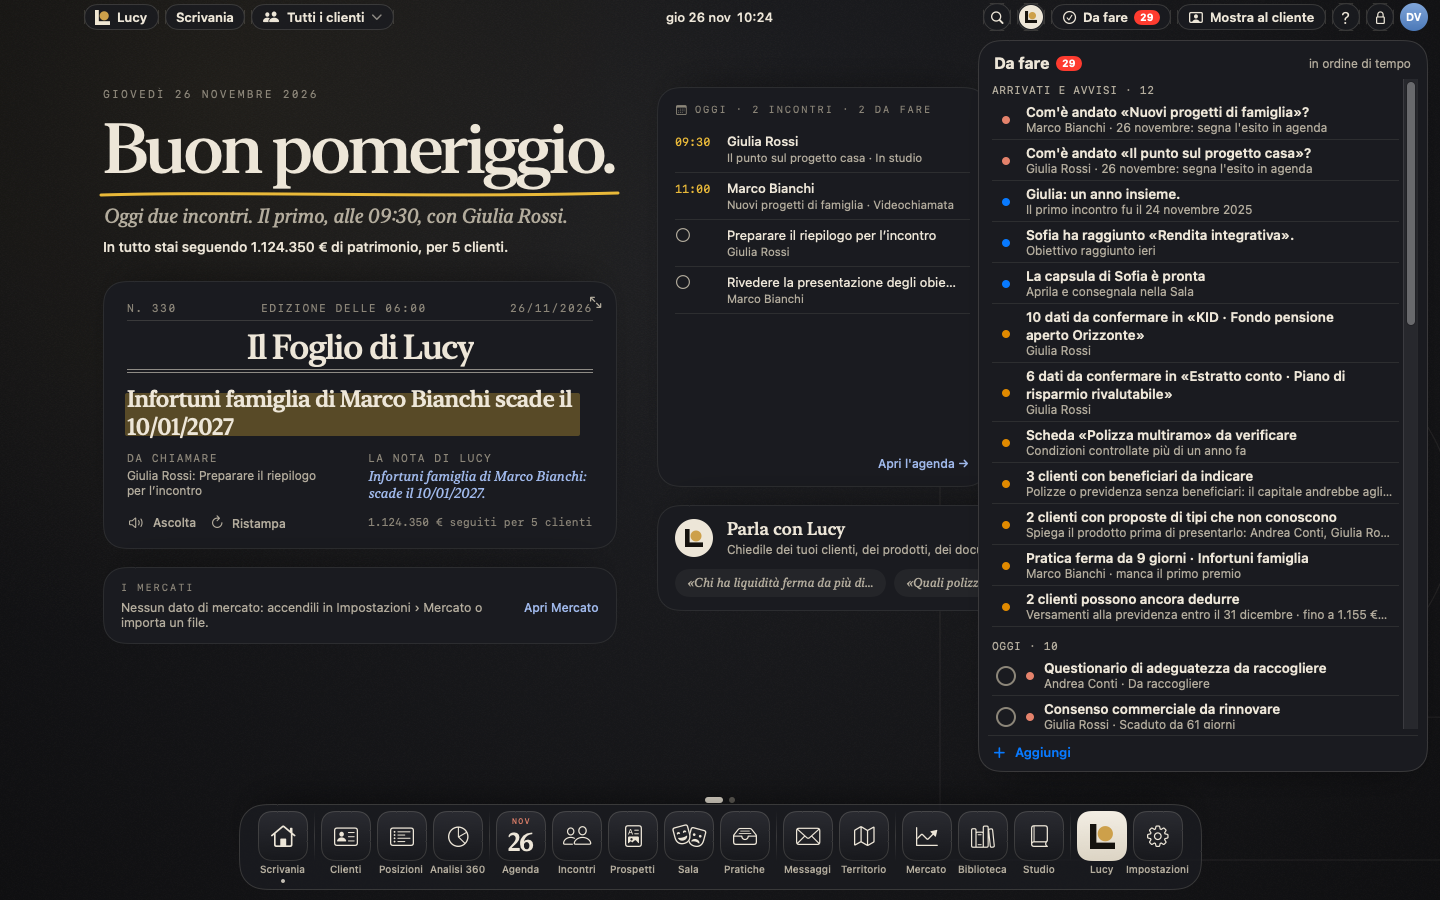 Lucy
Scrivania
Tutti i clienti
gio 26 nov 10:24
Da fare 29
Mostra al cliente
?
DV
GIOVEDÌ 26 NOVEMBRE 2026
Buon pomeriggio.
Oggi due incontri. Il primo, alle 09:30, con Giulia Rossi.
In tutto stai seguendo 1.124.350 € di patrimonio, per 5 clienti.
N. 330
EDIZIONE DELLE 06:00
26/11/2026
Il Foglio di Lucy
Infortuni famiglia di Marco Bianchi scade il
10/01/2027
DA CHIAMARE
Giulia Rossi: Preparare il riepilogo
per l'incontro
LA NOTA DI LUCY
Infortuni famiglia di Marco Bianchi:
scade il 10/01/2027.
Ascolta
Ristampa
1.124.350 € seguiti per 5 clienti
I MERCATI
Nessun dato di mercato: accendili in Impostazioni › Mercato o
importa un file.
Apri Mercato
OGGI · 2 INCONTRI · 2 DA FARE
09:30
Giulia Rossi
Il punto sul progetto casa · In studio
11:00
Marco Bianchi
Nuovi progetti di famiglia · Videochiamata
Preparare il riepilogo per l'incontro
Giulia Rossi
Rivedere la presentazione degli obie…
Marco Bianchi
Apri l'agenda →
Parla con Lucy
Chiedile dei tuoi clienti, dei prodotti, dei docu
«Chi ha liquidità ferma da più di…
«Quali polizz
Da fare 29
in ordine di tempo
ARRIVATI E AVVISI · 12
Com'è andato «Nuovi progetti di famiglia»?
Marco Bianchi · 26 novembre: segna l'esito in agenda
Com'è andato «Il punto sul progetto casa»?
Giulia Rossi · 26 novembre: segna l'esito in agenda
Giulia: un anno insieme.
Il primo incontro fu il 24 novembre 2025
Sofia ha raggiunto «Rendita integrativa».
Obiettivo raggiunto ieri
La capsula di Sofia è pronta
Aprila e consegnala nella Sala
10 dati da confermare in «KID · Fondo pensione
aperto Orizzonte»
Giulia Rossi
6 dati da confermare in «Estratto conto · Piano di
risparmio rivalutabile»
Giulia Rossi
Scheda «Polizza multiramo» da verificare
Condizioni controllate più di un anno fa
3 clienti con beneficiari da indicare
Polizze o previdenza senza beneficiari: il capitale andrebbe agli…
2 clienti con proposte di tipi che non conoscono
Spiega il prodotto prima di presentarlo: Andrea Conti, Giulia Ro…
Pratica ferma da 9 giorni · Infortuni famiglia
Marco Bianchi · manca il primo premio
2 clienti possono ancora dedurre
Versamenti alla previdenza entro il 31 dicembre · fino a 1.155 €…
OGGI · 10
Questionario di adeguatezza da raccogliere
Andrea Conti · Da raccogliere
Consenso commerciale da rinnovare
Giulia Rossi · Scaduto da 61 giorni
+ Aggiungi
NOV
26
Scrivania
Clienti
Posizioni
Analisi 360
Agenda
Incontri
Prospetti
Sala
Pratiche
Messaggi
Territorio
Mercato
Biblioteca
Studio
Lucy
Impostazioni